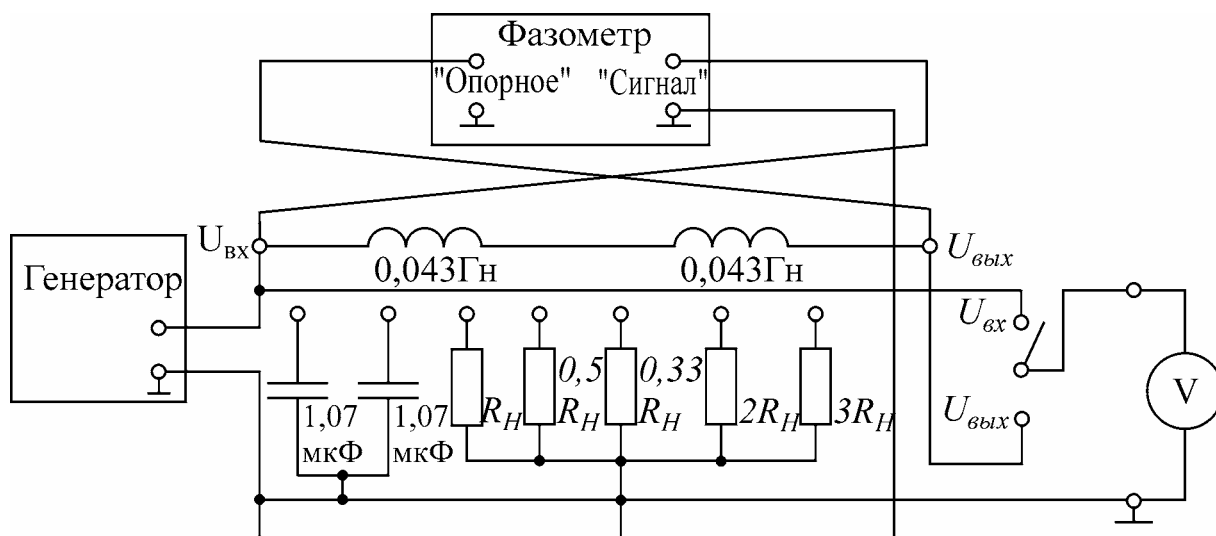 Фазометр
"Опорное" "Сигнал"
Uвх
Uвых
Генератор
0,043Гн 0,043Гн
Uвх
0,5 0,33
RН RН RН 2RН 3RН
1,07 1,07
мкФ мкФ
Uвых
V